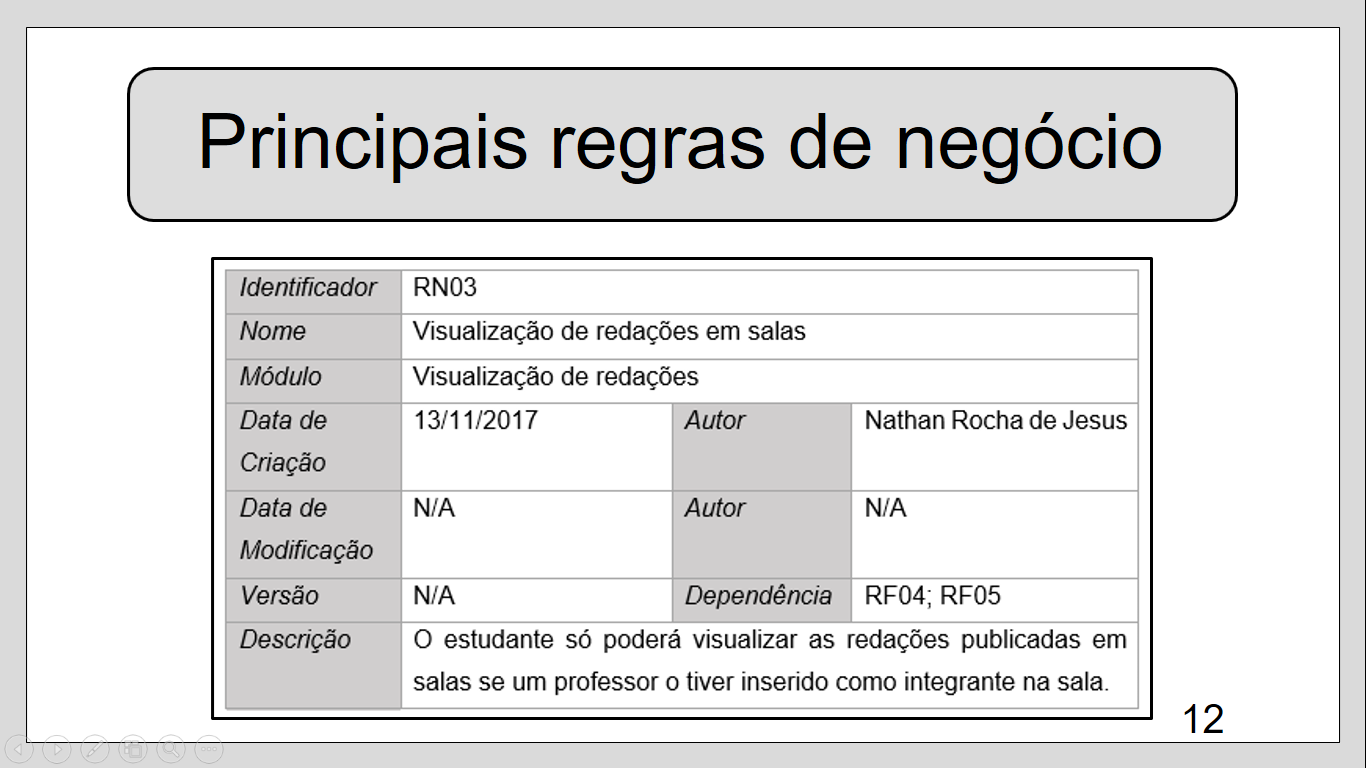 Principais regras de negócio
Identificador RN03
Nome Visualização de redações em salas
Módulo Visualização de redações
Data de Criação 13/11/2017 Autor Nathan Rocha de Jesus
Data de Modificação N/A Autor N/A
Versão N/A Dependência RF04; RF05
Descrição O estudante só poderá visualizar as redações publicadas em
salas se um professor o tiver inserido como integrante na sala.
12